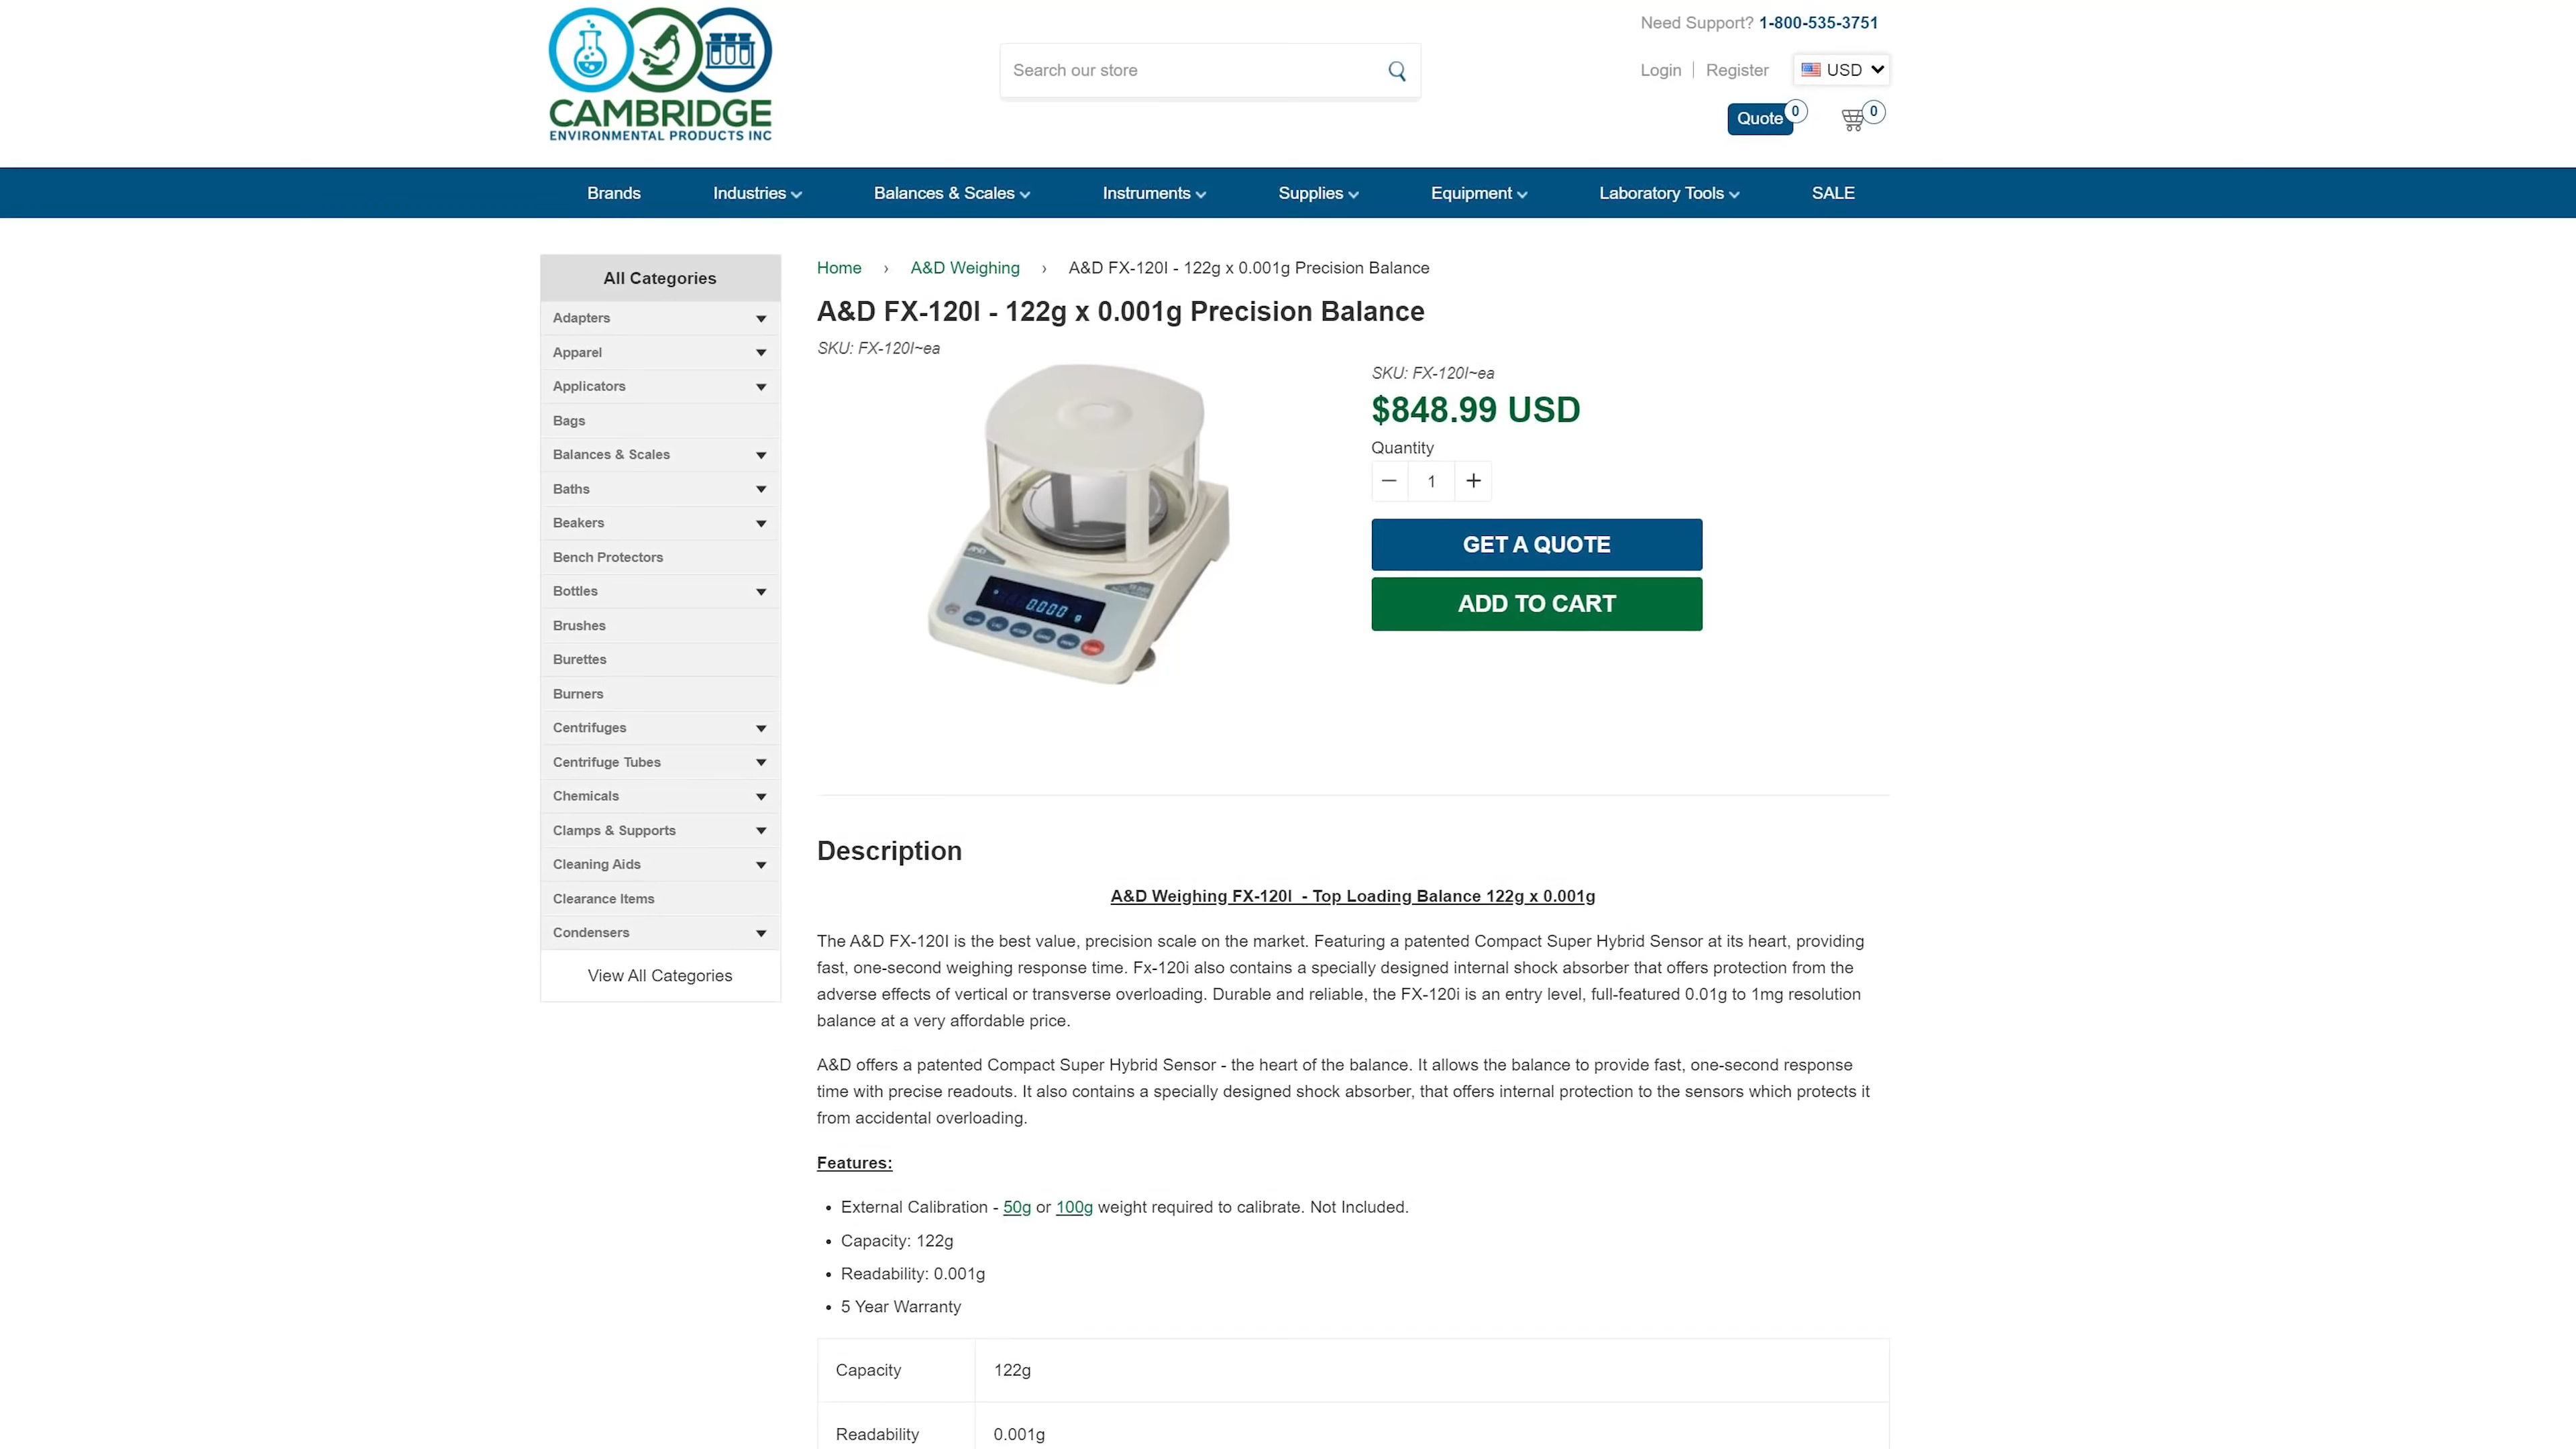 CAMBRIDGE
ENVIRONMENTAL PRODUCTS INC
Search our store
Need Support? 1-800-535-3751
Login | Register
USD
Quote 0
0
Brands Industries Balances & Scales Instruments Supplies Equipment Laboratory Tools SALE
All Categories
Adapters
Apparel
Applicators
Bags
Balances & Scales
Baths
Beakers
Bench Protectors
Bottles
Brushes
Burettes
Burners
Centrifuges
Centrifuge Tubes
Chemicals
Clamps & Supports
Cleaning Aids
Clearance Items
Condensers
View All Categories
Home › A&D Weighing › A&D FX-120I - 122g x 0.001g Precision Balance
A&D FX-120I - 122g x 0.001g Precision Balance
SKU: FX-120I~ea
AND
0.000 g
SKU: FX-120I~ea
$848.99 USD
Quantity
− 1 +
GET A QUOTE
ADD TO CART
Description
A&D Weighing FX-120I - Top Loading Balance 122g x 0.001g
The A&D FX-120I is the best value, precision scale on the market. Featuring a patented Compact Super Hybrid Sensor at its heart, providing
fast, one-second weighing response time. Fx-120i also contains a specially designed internal shock absorber that offers protection from the
adverse effects of vertical or transverse overloading. Durable and reliable, the FX-120i is an entry level, full-featured 0.01g to 1mg resolution
balance at a very affordable price.
A&D offers a patented Compact Super Hybrid Sensor - the heart of the balance. It allows the balance to provide fast, one-second response
time with precise readouts. It also contains a specially designed shock absorber, that offers internal protection to the sensors which protects it
from accidental overloading.
Features:
• External Calibration - 50g or 100g weight required to calibrate. Not Included.
• Capacity: 122g
• Readability: 0.001g
• 5 Year Warranty
Capacity 122g
Readability 0.001g